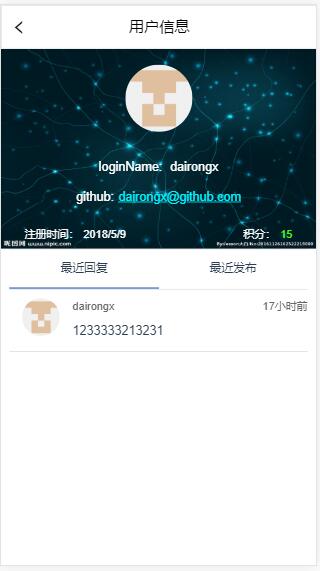 用户信息
loginName: dairongx
github: dairongx@github.com
注册时间: 2018/5/9
积分: 15
昵图网 www.nipic.com
最近回复 最近发布
dairongx 17小时前
1233333213231